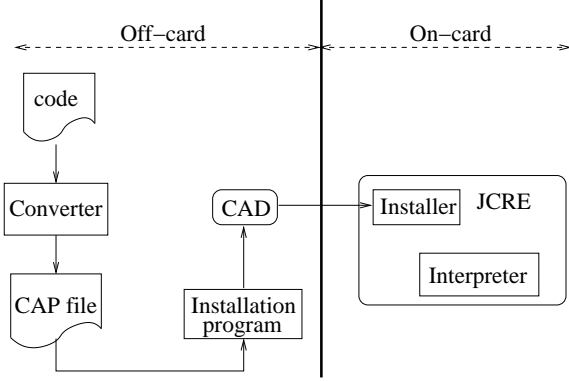 Off−card
On−card
code
Converter
CAD
Installer
JCRE
Interpreter
CAP file
Installation
program